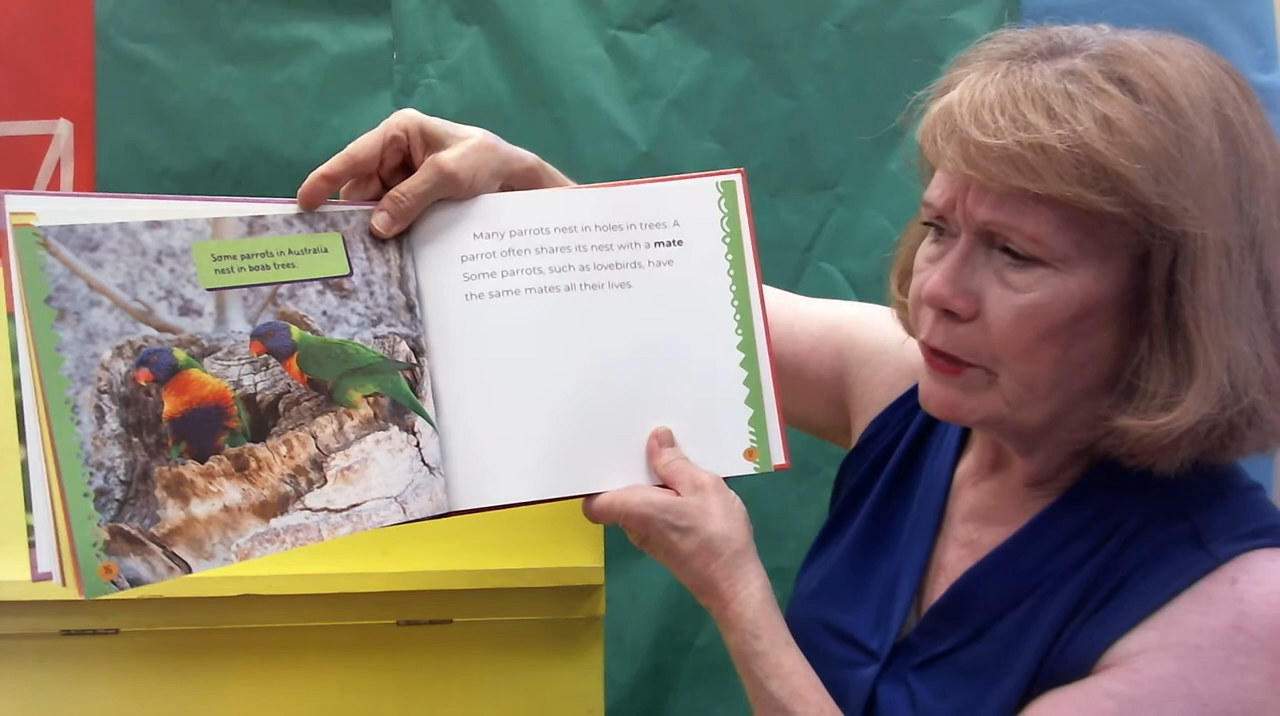 Some parrots in Australia
nest in boab trees.
Many parrots nest in holes in trees. A
parrot often shares its nest with a mate
Some parrots, such as lovebirds, have
the same mates all their lives.